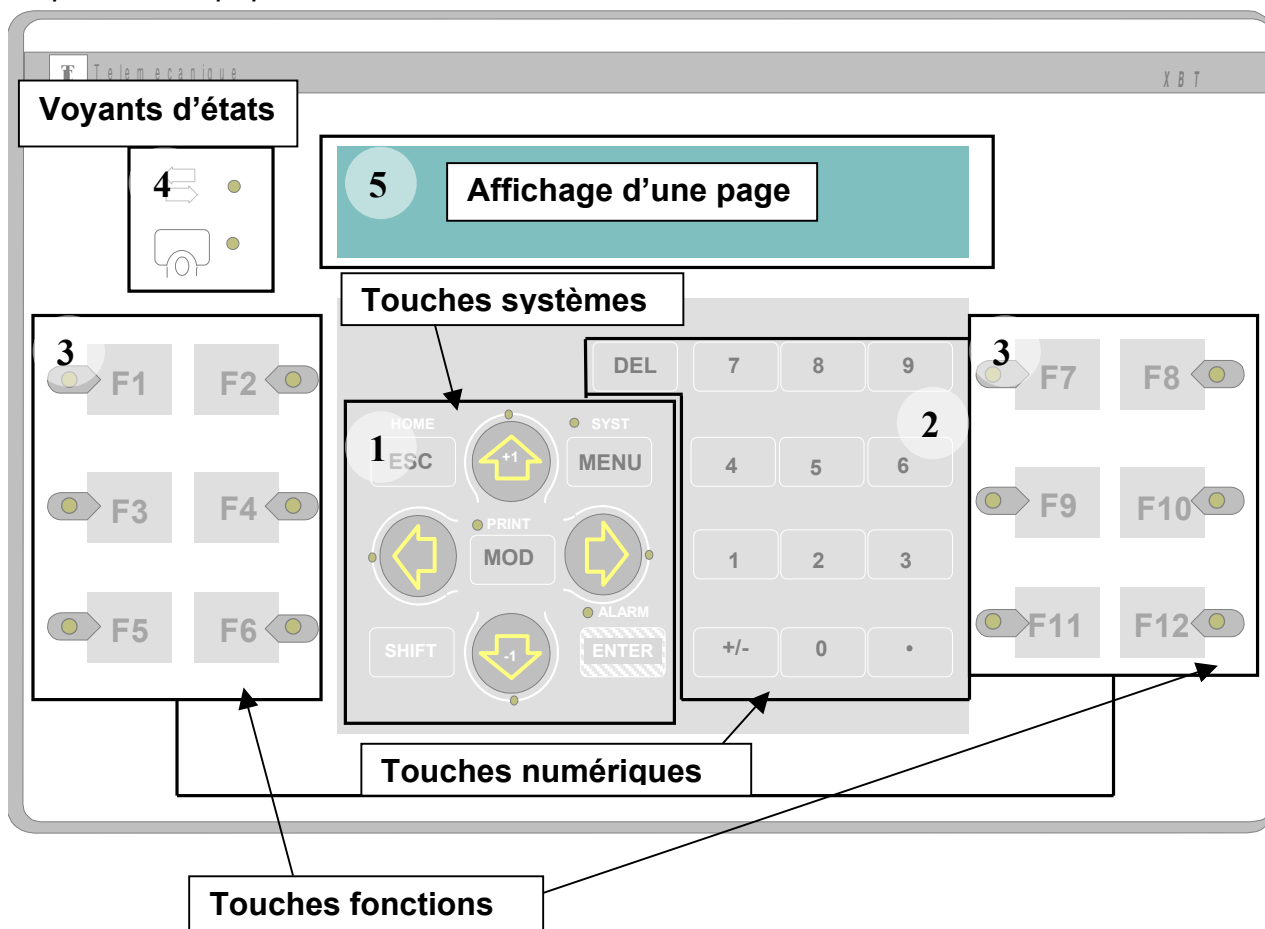 TE Telemecanique
XBT
Voyants d’états
4
5
Affichage d’une page
Touches systèmes
3
F1
F2
F3
F4
F5
F6
1
HOME
ESC
+1
SYST
MENU
PRINT
MOD
ALARM
SHIFT
-1
ENTER
DEL
7
8
9
2
4
5
6
1
2
3
+/-
0
•
3
F7
F8
F9
F10
F11
F12
Touches numériques
Touches fonctions